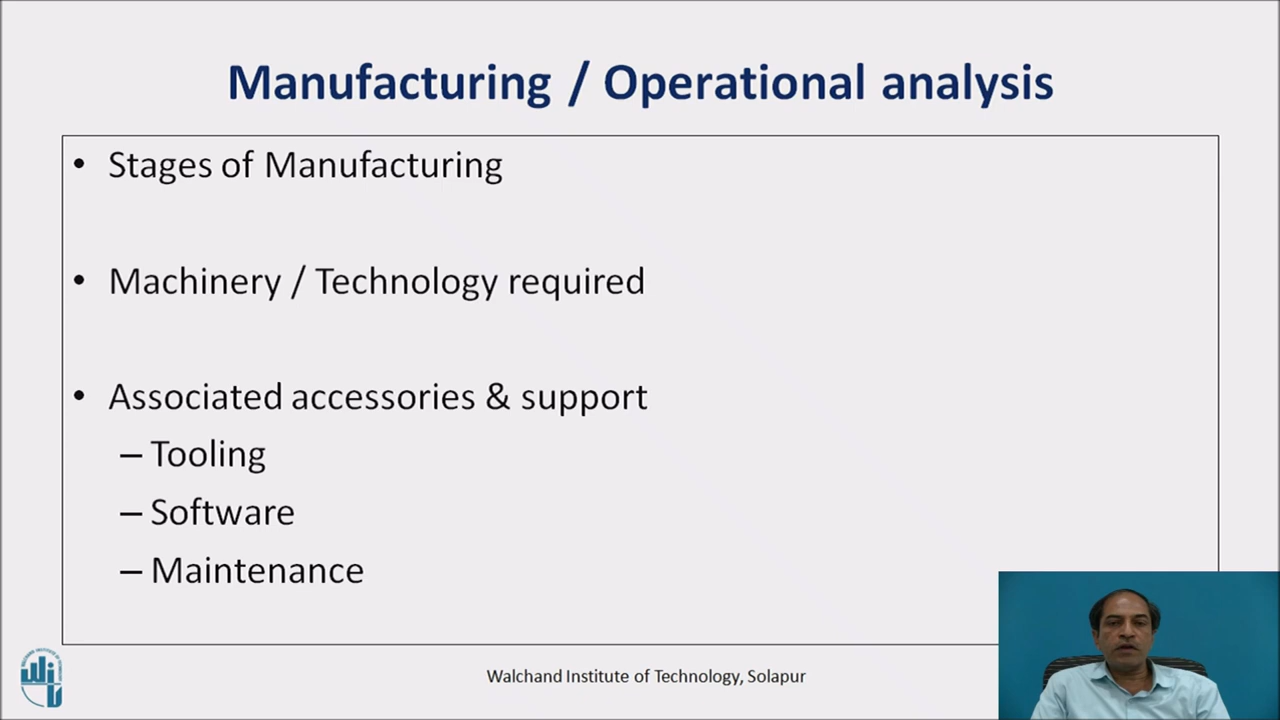 Manufacturing / Operational analysis
• Stages of Manufacturing
• Machinery / Technology required
• Associated accessories & support
– Tooling
– Software
– Maintenance
Walchand Institute of Technology, Solapur